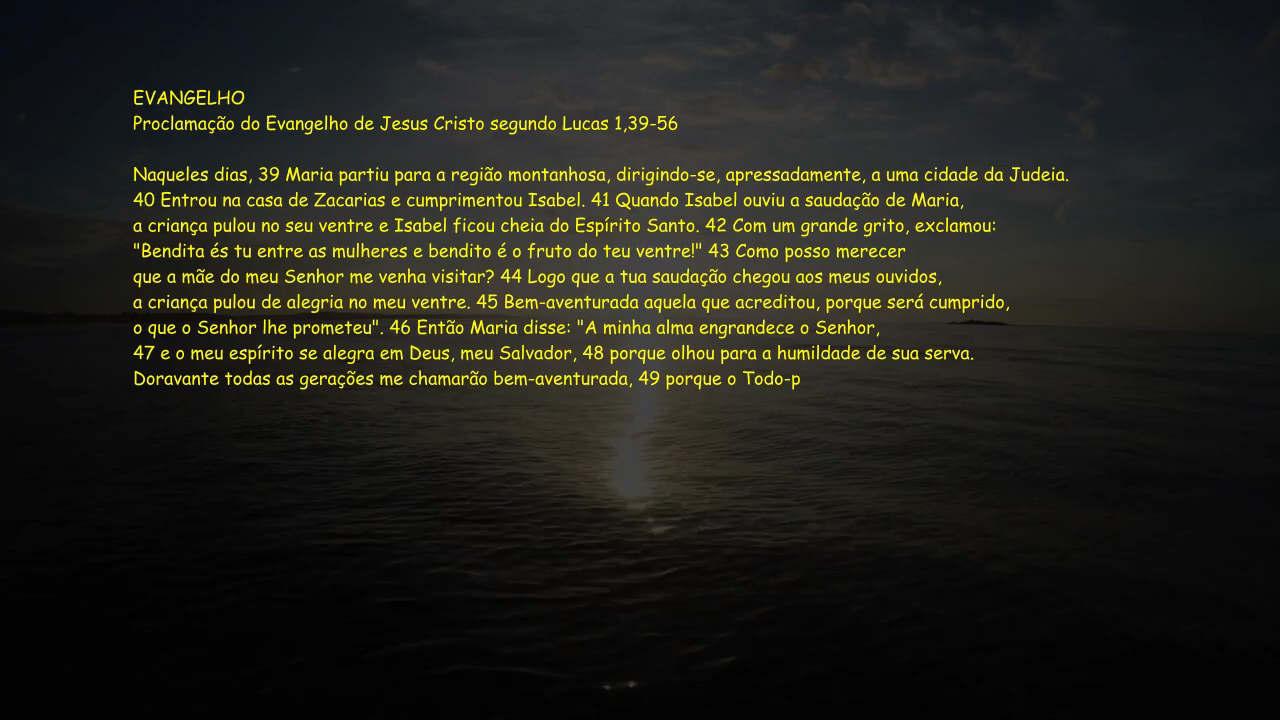 EVANGELHO
Proclamação do Evangelho de Jesus Cristo segundo Lucas 1,39-56
Naqueles dias, 39 Maria partiu para a região montanhosa, dirigindo-se, apressadamente, a uma cidade da Judeia.
40 Entrou na casa de Zacarias e cumprimentou Isabel. 41 Quando Isabel ouviu a saudação de Maria,
a criança pulou no seu ventre e Isabel ficou cheia do Espírito Santo. 42 Com um grande grito, exclamou:
"Bendita és tu entre as mulheres e bendito é o fruto do teu ventre!" 43 Como posso merecer
que a mãe do meu Senhor me venha visitar? 44 Logo que a tua saudação chegou aos meus ouvidos,
a criança pulou de alegria no meu ventre. 45 Bem-aventurada aquela que acreditou, porque será cumprido,
o que o Senhor lhe prometeu". 46 Então Maria disse: "A minha alma engrandece o Senhor,
47 e o meu espírito se alegra em Deus, meu Salvador, 48 porque olhou para a humildade de sua serva.
Doravante todas as gerações me chamarão bem-aventurada, 49 porque o Todo-p